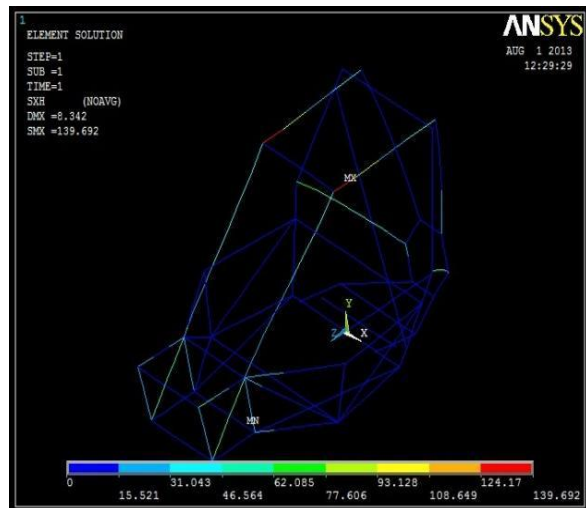 1
ELEMENT SOLUTION
STEP=1
SUB =1
TIME=1
SXH (NOAVG)
DMX =8.342
SMX =139.692
ANSYS
AUG 1 2013
12:29:29
MX
Y
Z X
MN
0 31.043 62.085 93.128 124.17
15.521 46.564 77.606 108.649 139.692